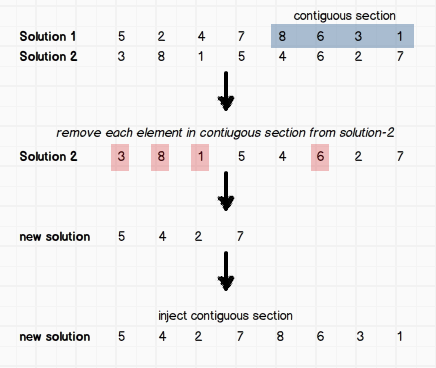 contiguous section
Solution 1 5 2 4 7 8 6 3 1
Solution 2 3 8 1 5 4 6 2 7
remove each element in contiugous section from solution-2
Solution 2 3 8 1 5 4 6 2 7
new solution 5 4 2 7
inject contiguous section
new solution 5 4 2 7 8 6 3 1